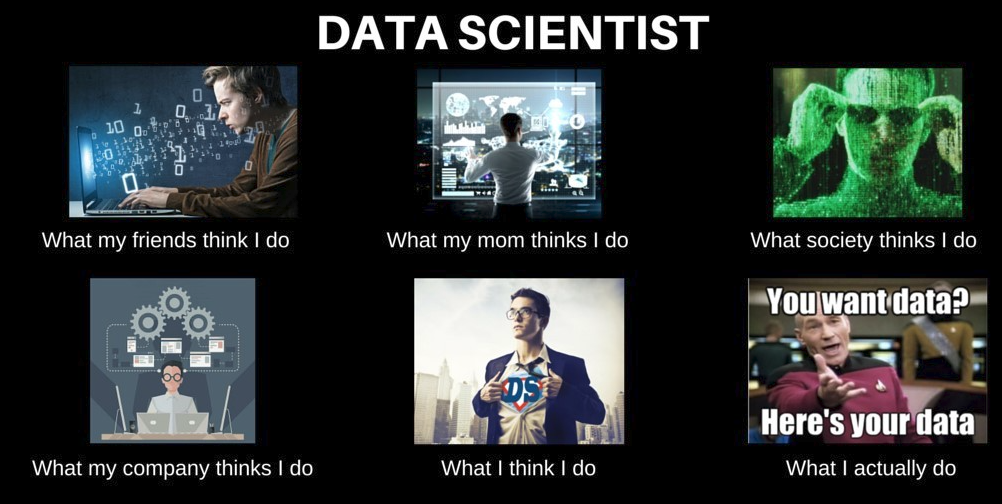 DATA SCIENTIST
What my friends think I do
What my mom thinks I do
What society thinks I do
DS
You want data?
Here's your data
What my company thinks I do
What I think I do
What I actually do